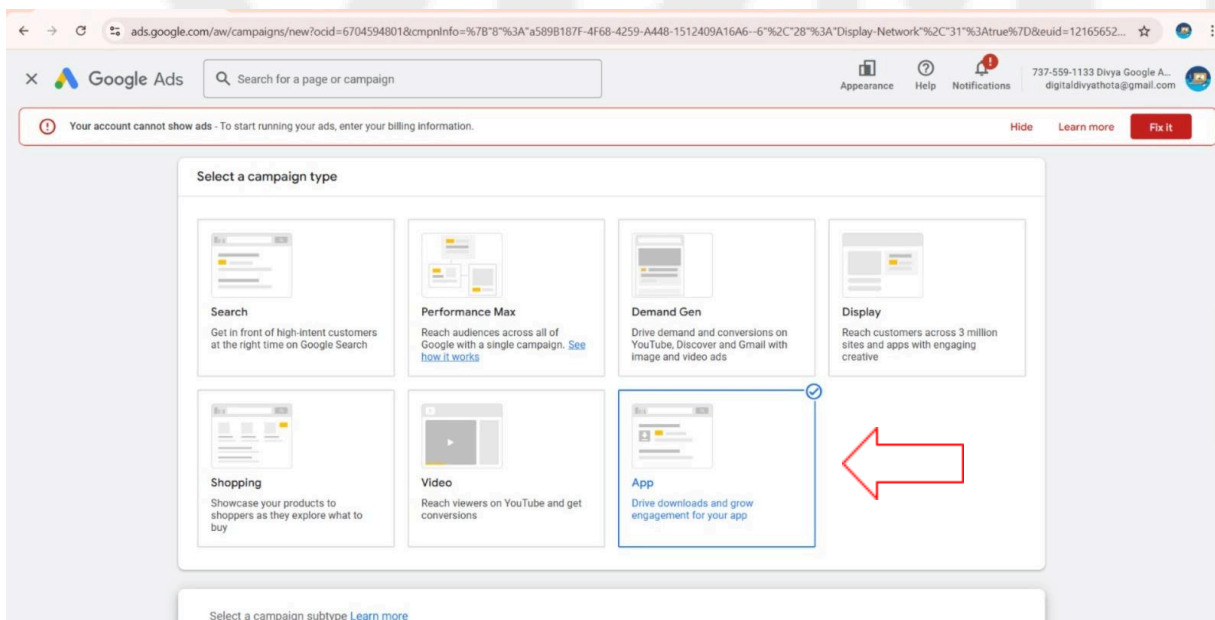 ads.google.com/aw/campaigns/new?ocid=6704594801&cmpnInfo=%7B"8"%3A"a589B187F-4F68-4259-A448-1512409A16A6--6"%2C"28"%3A"Display-Network"%2C"31"%3Atrue%7D&euid=12165652...
Google Ads
Search for a page or campaign
Appearance
Help
Notifications
737-559-1133 Divya Google A...
digitaldivyathota@gmail.com
Your account cannot show ads - To start running your ads, enter your billing information.
Hide
Learn more
Fix it
Select a campaign type
Search
Get in front of high-intent customers
at the right time on Google Search
Performance Max
Reach audiences across all of
Google with a single campaign. See
how it works
Demand Gen
Drive demand and conversions on
YouTube, Discover and Gmail with
image and video ads
Display
Reach customers across 3 million
sites and apps with engaging
creative
Shopping
Showcase your products to
shoppers as they explore what to
buy
Video
Reach viewers on YouTube and get
conversions
App
Drive downloads and grow
engagement for your app
Select a campaign subtype Learn more